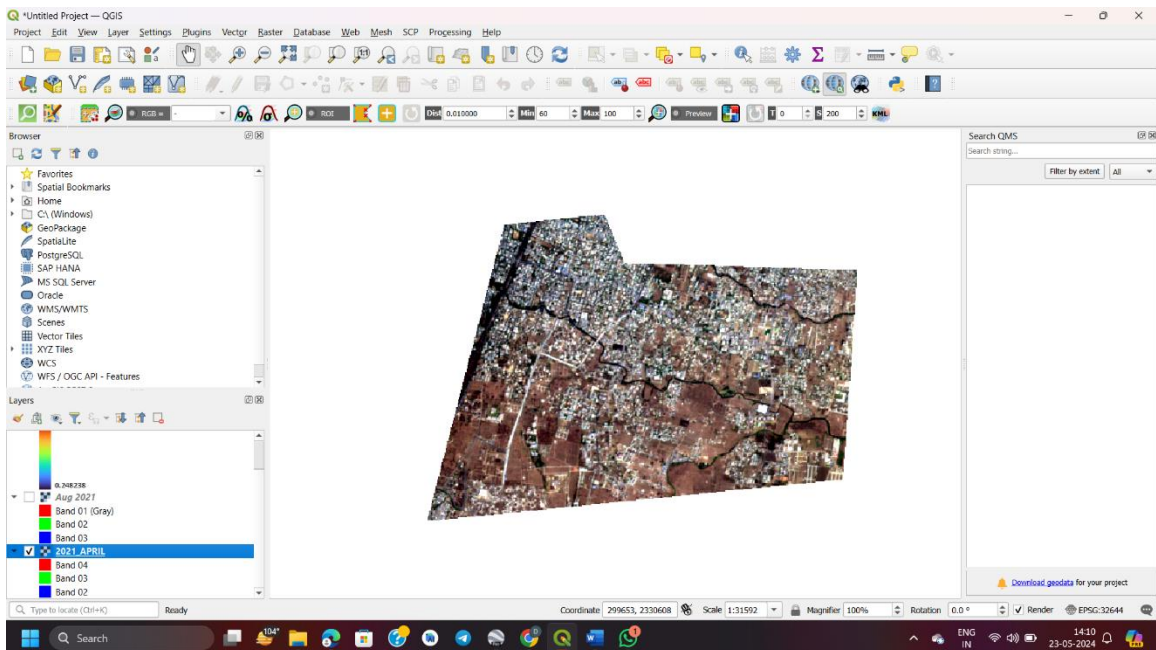 *Untitled Project — QGIS
Project Edit View Layer Settings Plugins Vector Raster Database Web Mesh SCP Processing Help
RGB = - ROI Dist 0.010000 Min 60 Max 100 Preview T 0 S 200 KML
Browser
Favorites
Spatial Bookmarks
Home
C:\ (Windows)
GeoPackage
SpatiaLite
PostgreSQL
SAP HANA
MS SQL Server
Oracle
WMS/WMTS
Scenes
Vector Tiles
XYZ Tiles
WCS
WFS / OGC API - Features
Layers
0.248238
Aug 2021
Band 01 (Gray)
Band 02
Band 03
2021_APRIL
Band 04
Band 03
Band 02
Search QMS
Search string...
Filter by extent All
Download geodata for your project
Type to locate (Ctrl+K) Ready Coordinate 299653, 2330608 Scale 1:31592 Magnifier 100% Rotation 0.0 ° Render EPSG:32644
Search 104° ENG IN 14:10 23-05-2024